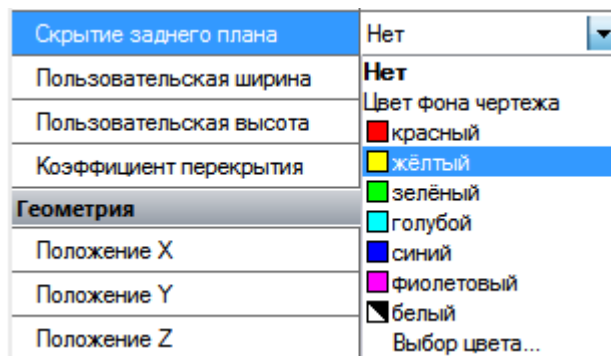 Скрытие заднего плана Нет
Пользовательская ширина Нет
Цвет фона чертежа
Пользовательская высота красный
Коэффициент перекрытия жёлтый
зелёный
Геометрия голубой
Положение X синий
Положение Y фиолетовый
белый
Положение Z Выбор цвета...